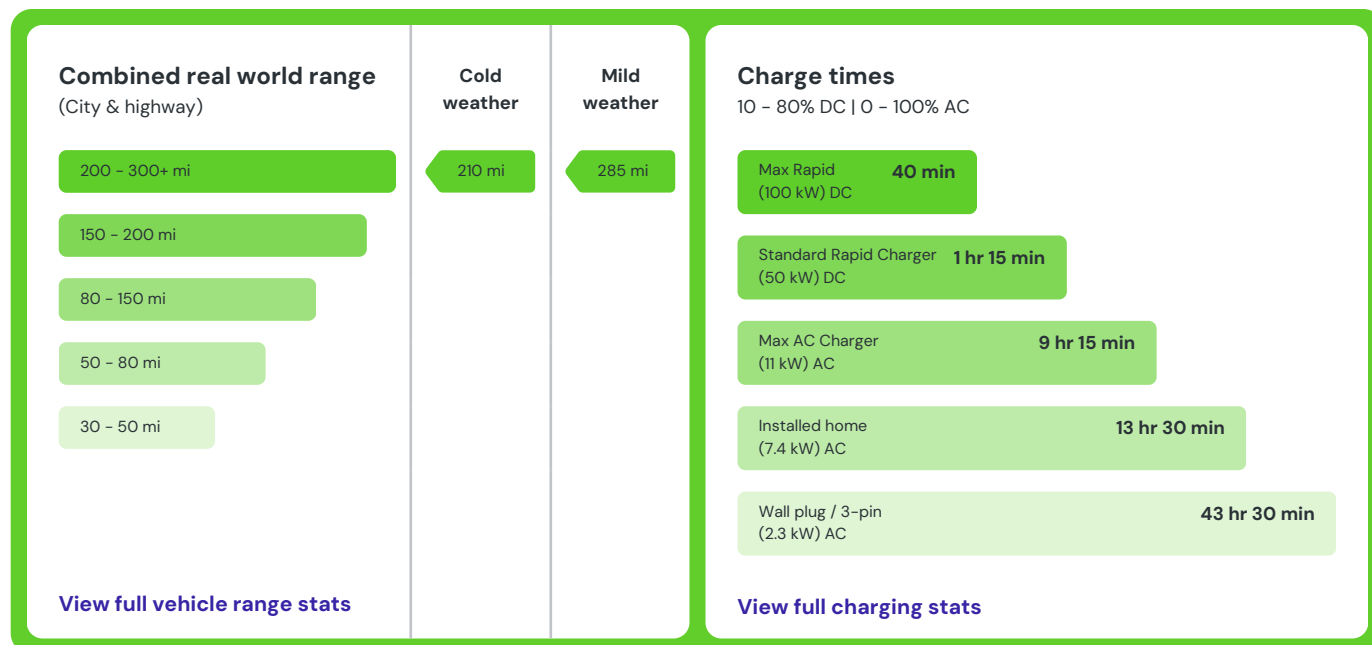 Combined real world range
(City & highway)
Cold
weather
Mild
weather
200 - 300+ mi
210 mi
285 mi
150 - 200 mi
80 - 150 mi
50 - 80 mi
30 - 50 mi
View full vehicle range stats
Charge times
10 - 80% DC | 0 - 100% AC
Max Rapid
(100 kW) DC
40 min
Standard Rapid Charger
(50 kW) DC
1 hr 15 min
Max AC Charger
(11 kW) AC
9 hr 15 min
Installed home
(7.4 kW) AC
13 hr 30 min
Wall plug / 3-pin
(2.3 kW) AC
43 hr 30 min
View full charging stats